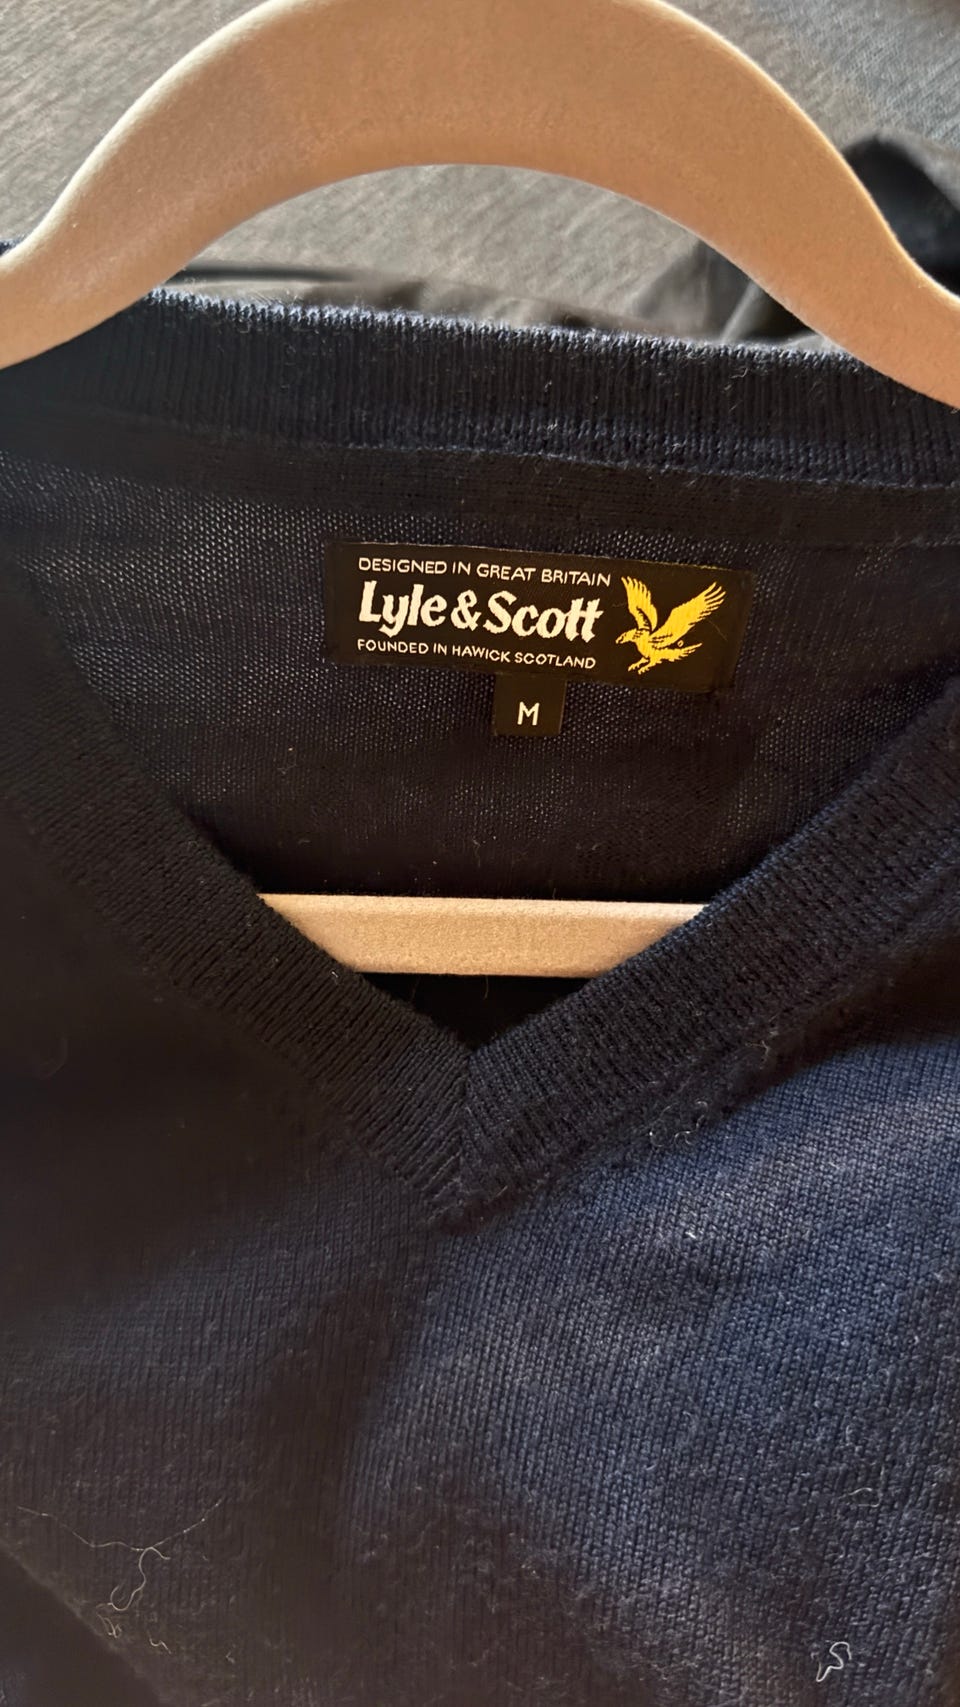 DESIGNED IN GREAT BRITAIN
Lyle & Scott
FOUNDED IN HAWICK SCOTLAND
M